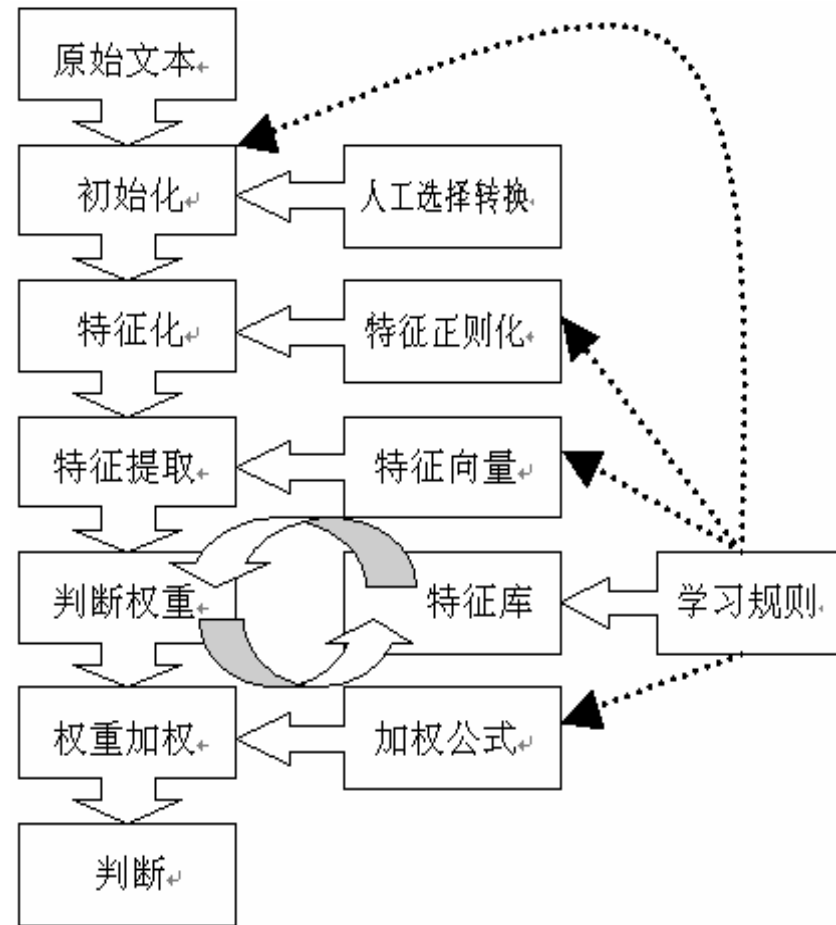 原始文本
初始化
人工选择转换
特征化
特征正则化
特征提取
特征向量
判断权重
特征库
学习规则
权重加权
加权公式
判断